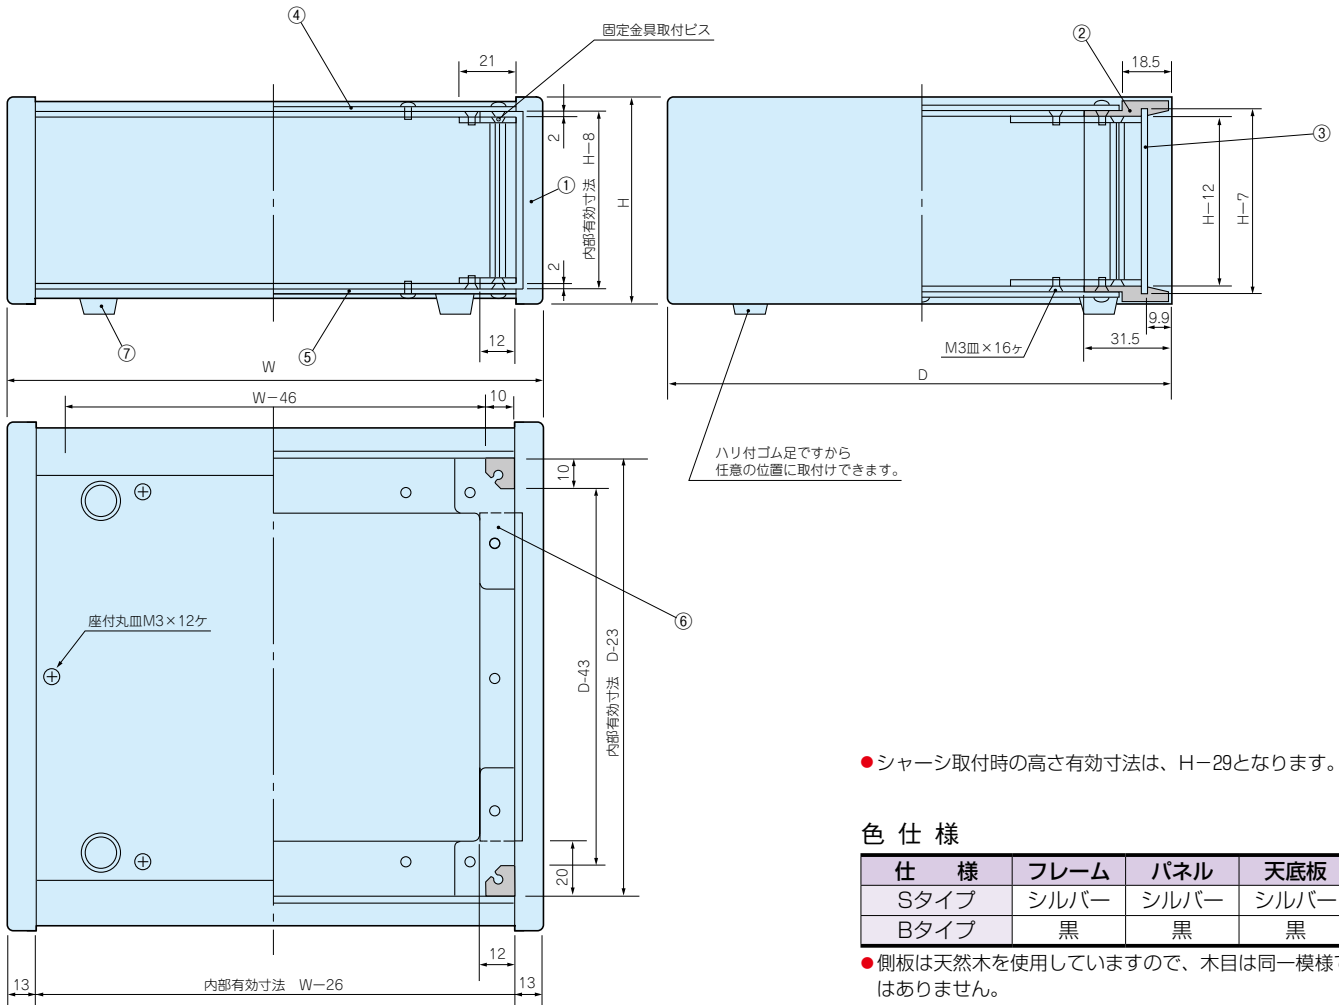 ④
固定金具取付ビス
21
2
内部有効寸法 H−8
①
H
2
12
⑦
⑤
W
②
18.5
③
H−12
H−7
9.9
31.5
M3皿×16ヶ
D
ハリ付ゴム足ですから
任意の位置に取付けできます。
W−46
10
10
⑥
座付丸皿M3×12ケ
D-43
内部有効寸法 D-23
20
12
13
内部有効寸法 W−26
13
●シャーシ取付時の高さ有効寸法は、H−29となります。
色仕様
仕様 フレーム パネル 天底板
Sタイプ シルバー シルバー シルバー
Bタイプ 黒 黒 黒
●側板は天然木を使用していますので、木目は同一模様で
はありません。